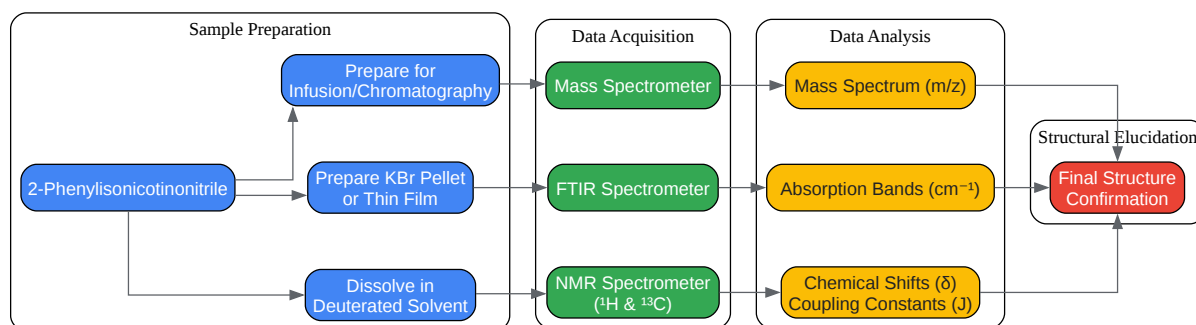 Sample Preparation
Data Acquisition
Data Analysis
Prepare for
Infusion/Chromatography
Mass Spectrometer
Mass Spectrum (m/z)
Structural Elucidation
2-Phenylisonicotinonitrile
Prepare KBr Pellet
or Thin Film
FTIR Spectrometer
Absorption Bands (cm⁻¹)
Final Structure
Confirmation
Dissolve in
Deuterated Solvent
NMR Spectrometer
(¹H & ¹³C)
Chemical Shifts (δ)
Coupling Constants (J)